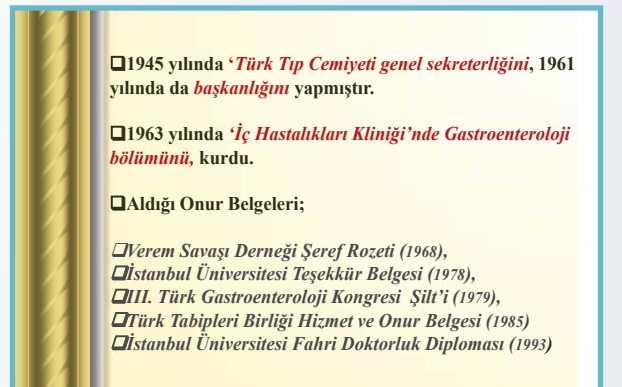 ❑1945 yılında ‘Türk Tıp Cemiyeti genel sekreterliğini, 1961
yılında da başkanlığını yapmıştır.
❑1963 yılında ‘İç Hastalıkları Kliniği’nde Gastroenteroloji
bölümünü, kurdu.
❑Aldığı Onur Belgeleri;
❑Verem Savaşı Derneği Şeref Rozeti (1968),
❑İstanbul Üniversitesi Teşekkür Belgesi (1978),
❑III. Türk Gastroenteroloji Kongresi Şilt’i (1979),
❑Türk Tabipleri Birliği Hizmet ve Onur Belgesi (1985)
❑İstanbul Üniversitesi Fahri Doktorluk Diploması (1993)